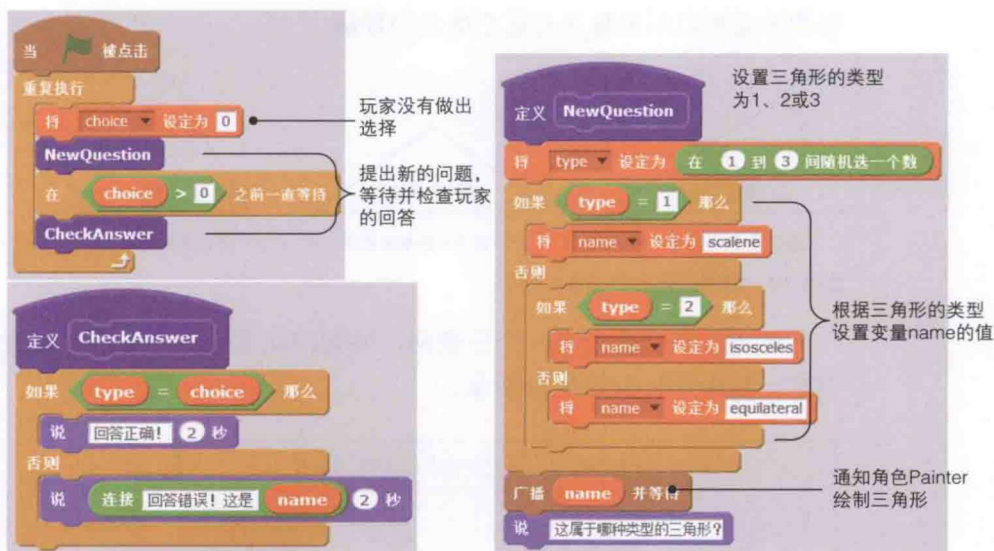 当 被点击
重复执行
将 choice 设定为 0
NewQuestion
在 choice > 0 之前一直等待
CheckAnswer
玩家没有做出
选择
提出新的问题，
等待并检查玩家
的回答
定义 CheckAnswer
如果 type = choice 那么
说 回答正确！ 2 秒
否则
说 连接 回答错误！这是 name 2 秒
定义 NewQuestion
设置三角形的类型
为1、2或3
将 type 设定为 在 1 到 3 间随机选一个数
如果 type = 1 那么
将 name 设定为 scalene
否则
如果 type = 2 那么
将 name 设定为 isosceles
否则
将 name 设定为 equilateral
根据三角形的类型
设置变量name的值
广播 name 并等待
通知角色Painter
绘制三角形
说 这属于哪种类型的三角形？